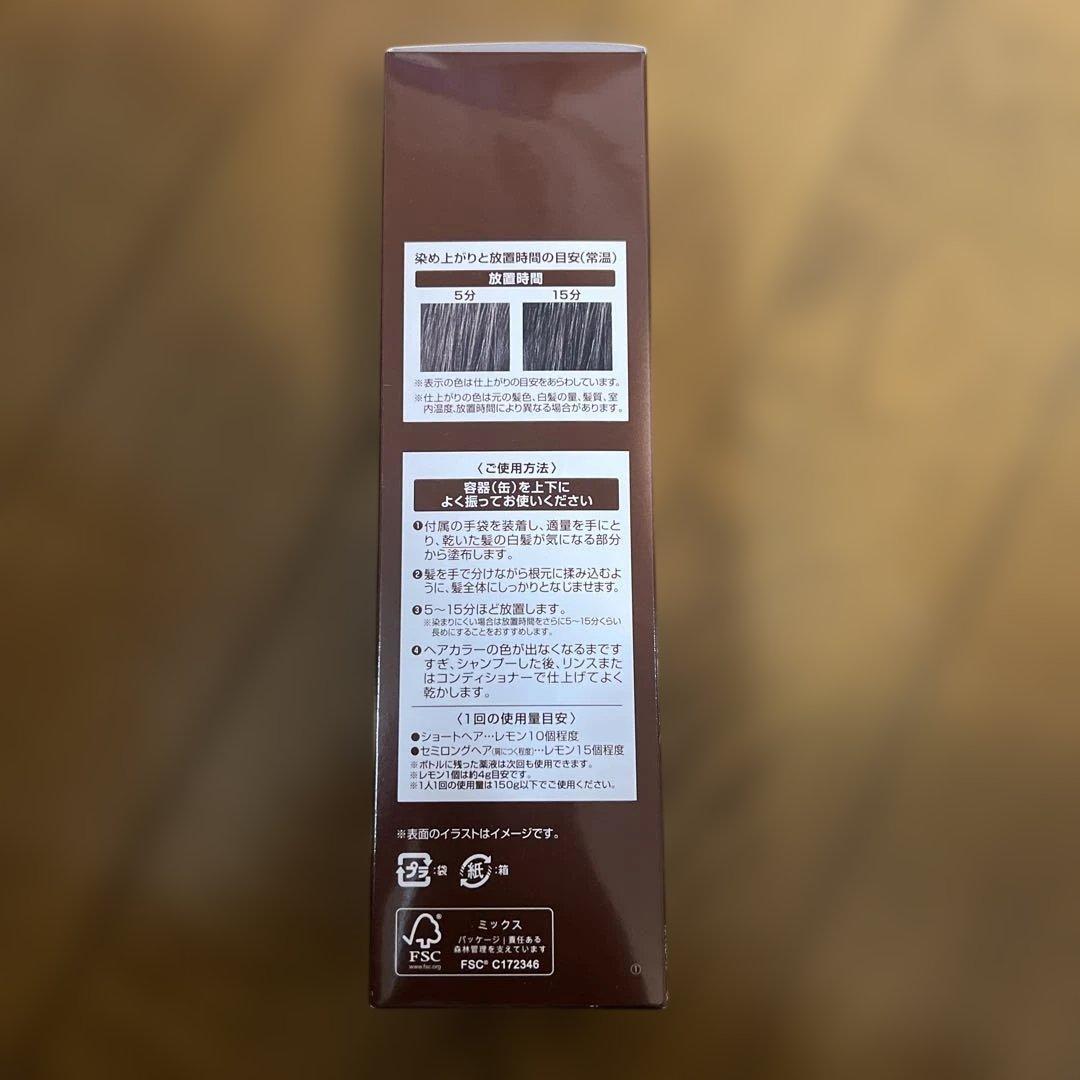 染め上がりと放置時間の目安(常温)
放置時間
5分 15分
※表示の色は仕上がりの目安をあらわしています。
※仕上がりの色は元の髪色、白髪の量、髪質、室
内温度、放置時間により異なる場合があります。
〈ご使用方法〉
容器(缶)を上下に
よく振ってお使いください
❶付属の手袋を装着し、適量を手にと
り、乾いた髪の白髪が気になる部分
から塗布します。
❷髪を手で分けながら根元に揉み込むよ
うに、髪全体にしっかりとなじませます。
❸5〜15分ほど放置します。
※染まりにくい場合は放置時間をさらに5〜15分くらい
長めにすることをおすすめします。
❹ヘアカラーの色が出なくなるまです
すぎ、シャンプーした後、リンスまた
はコンディショナーで仕上げてよく
乾かします。
〈1回の使用量目安〉
●ショートヘア…レモン10個程度
●セミロングヘア(肩につく程度)…レモン15個程度
※ボトルに残った薬液は次回も使用できます。
※レモン1個は約4g目安です。
※1人1回の使用量は150g以下でご使用ください。
※表面のイラストはイメージです。
プラ:袋 紙:箱
ミックス
パッケージ|責任ある
森林管理を支えています
FSC® C172346
®
FSC
www.fsc.org
①